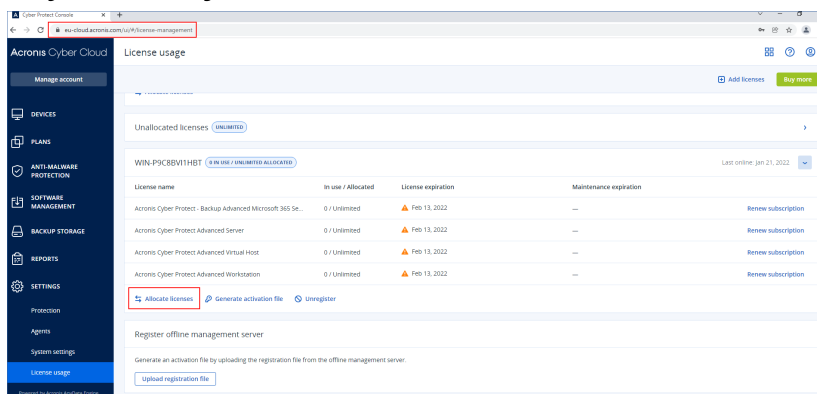 Cyber Protect Console
eu-cloud.acronis.com/ui/#/license-management
Acronis Cyber Cloud
License usage
Manage account
Add licenses
Buy more
DEVICES
Unallocated licenses UNLIMITED
PLANS
ANTI-MALWARE
PROTECTION
WIN-P9C8BVI1HBT 0 IN USE / UNLIMITED ALLOCATED
Last online: Jan 21, 2022
License name In use / Allocated License expiration Maintenance expiration
SOFTWARE
MANAGEMENT
Acronis Cyber Protect - Backup Advanced Microsoft 365 Se... 0 / Unlimited Feb 13, 2022 — Renew subscription
BACKUP STORAGE
Acronis Cyber Protect Advanced Server 0 / Unlimited Feb 13, 2022 — Renew subscription
REPORTS
Acronis Cyber Protect Advanced Virtual Host 0 / Unlimited Feb 13, 2022 — Renew subscription
Acronis Cyber Protect Advanced Workstation 0 / Unlimited Feb 13, 2022 — Renew subscription
SETTINGS
Allocate licenses Generate activation file Unregister
Protection
Agents
Register offline management server
System settings
Generate an activation file by uploading the registration file from the offline management server.
License usage
Upload registration file